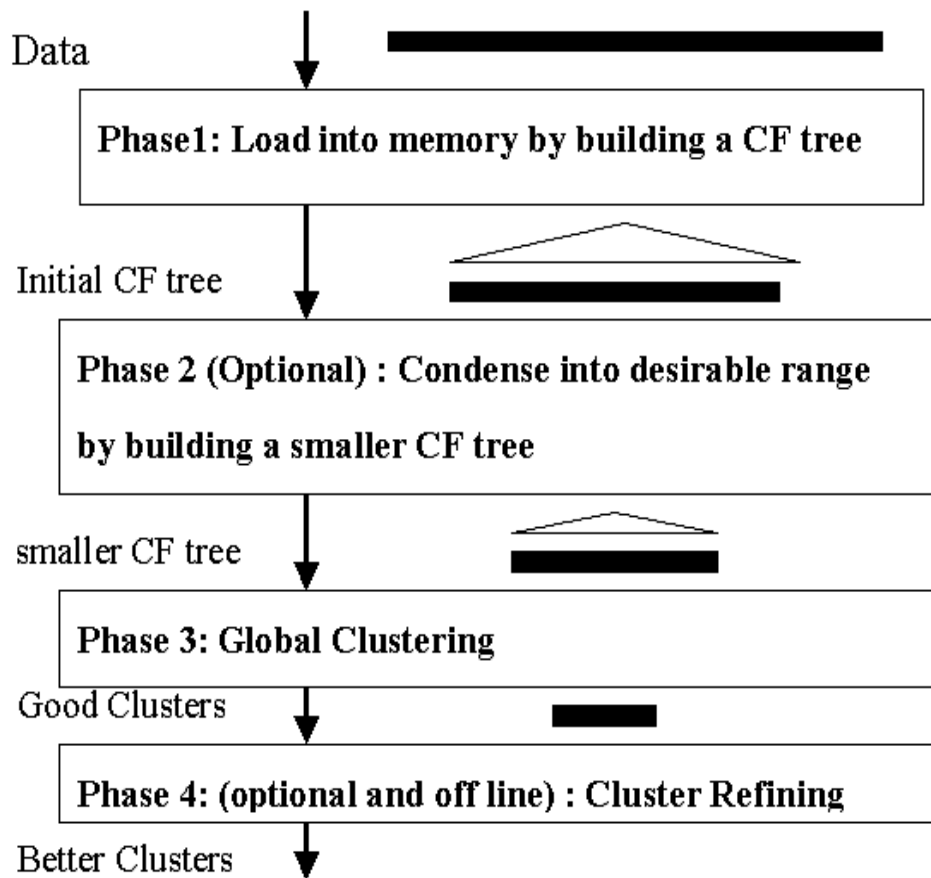 Data
Phase1: Load into memory by building a CF tree
Initial CF tree
Phase 2 (Optional) : Condense into desirable range
by building a smaller CF tree
smaller CF tree
Phase 3: Global Clustering
Good Clusters
Phase 4: (optional and off line) : Cluster Refining
Better Clusters